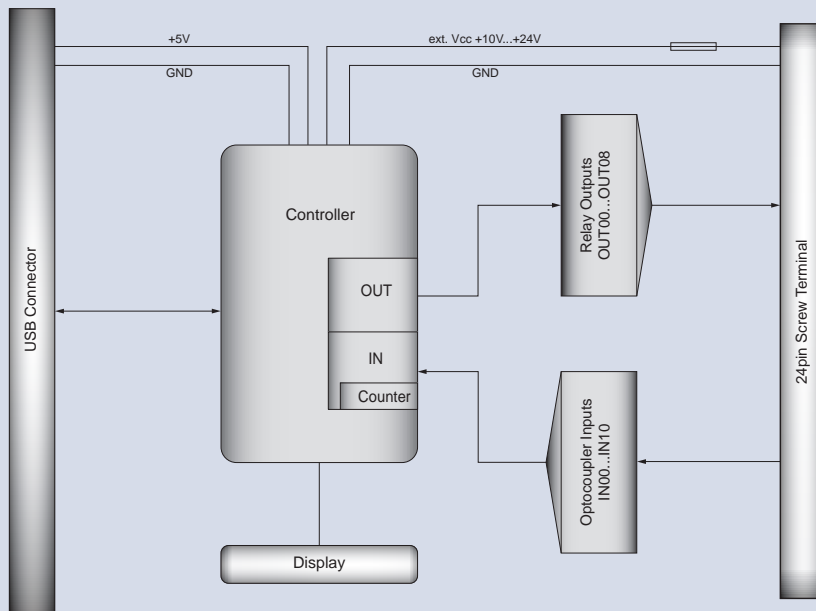 +5V
GND
ext. Vcc +10V...+24V
GND
USB Connector
Controller
OUT
IN
Counter
Display
Relay Outputs
OUT00...OUT08
Optocoupler Inputs
IN00...IN10
24pin Screw Terminal